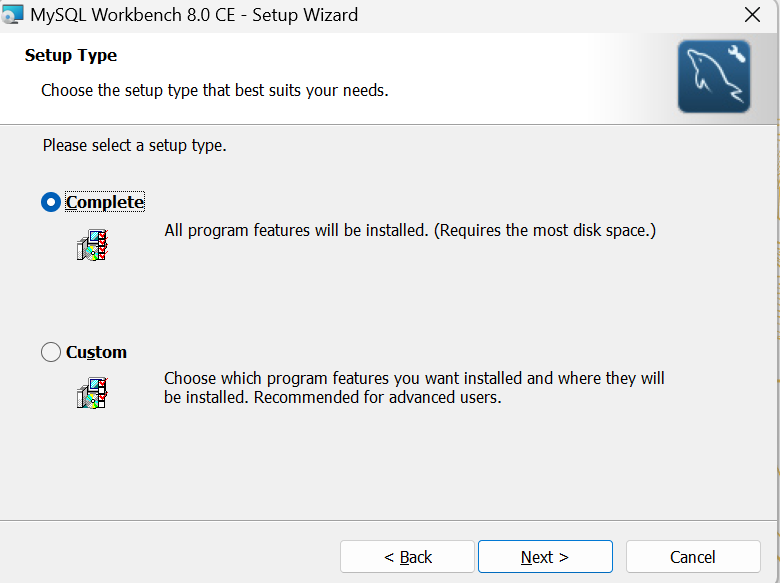 MySQL Workbench 8.0 CE - Setup Wizard
Setup Type
Choose the setup type that best suits your needs.
Please select a setup type.
Complete
All program features will be installed. (Requires the most disk space.)
Custom
Choose which program features you want installed and where they will
be installed. Recommended for advanced users.
< Back
Next >
Cancel